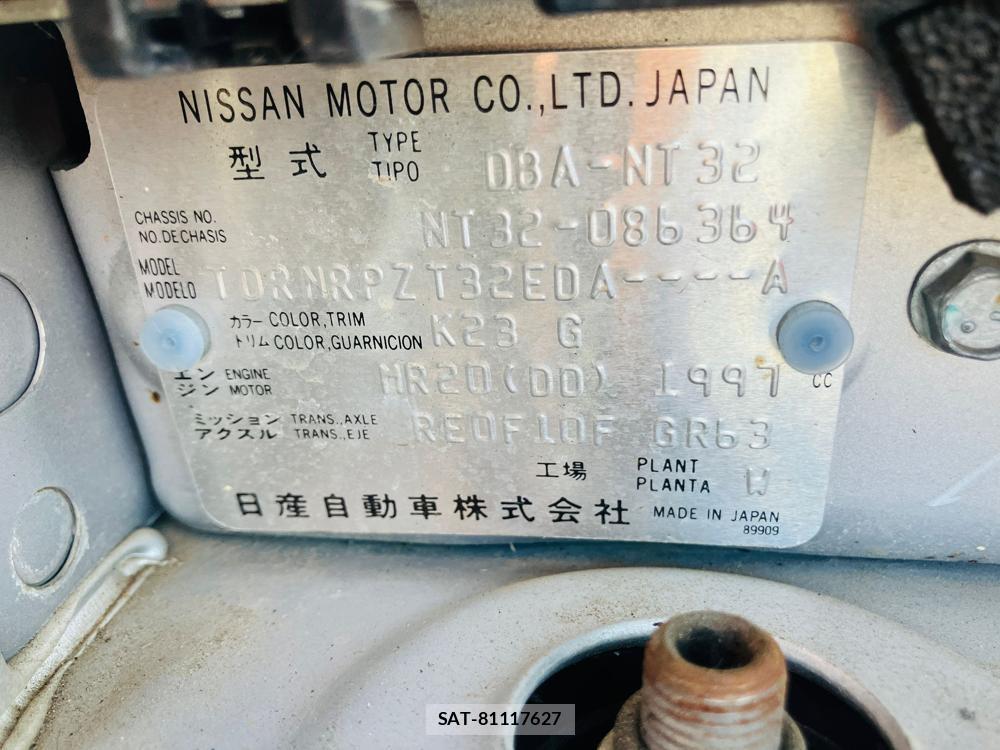 NISSAN MOTOR CO.,LTD. JAPAN
型式 TYPE TIPO DBA-NT32
CHASSIS NO. NO.DECHASIS NT32-086364
MODEL MODELO TDRNRPZT32EDA----A
カラー COLOR,TRIM
トリム COLOR,GUARNICION K23 G
エンジン ENGINE MOTOR MR20(DD) 1997 CC
ミッション TRANS.,AXLE
アクスル TRANS.,EJE RE0F10F GR63
工場 PLANT PLANTA W
日産自動車株式会社 MADE IN JAPAN
89909
SAT-81117627